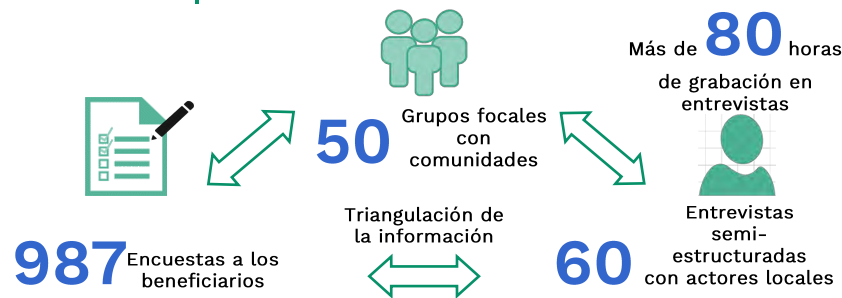 Más de 80 horas
de grabación en
entrevistas
50 Grupos focales
con
comunidades
Triangulación de
la información
987 Encuestas a los
beneficiarios
60 Entrevistas
semi-
estructuradas
con actores locales